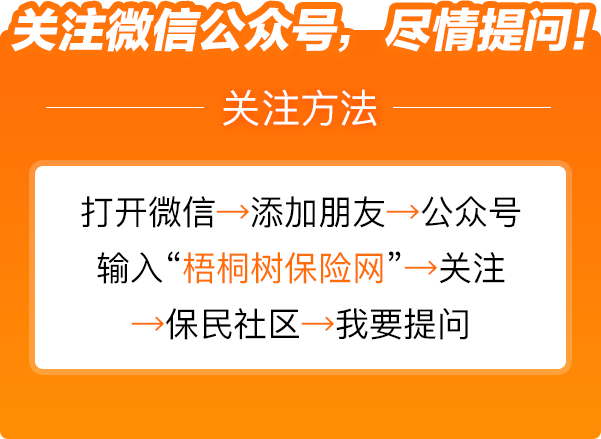 关注微信公众号，尽情提问！
关注方法
打开微信→添加朋友→公众号
输入“梧桐树保险网”→关注
→保民社区→我要提问